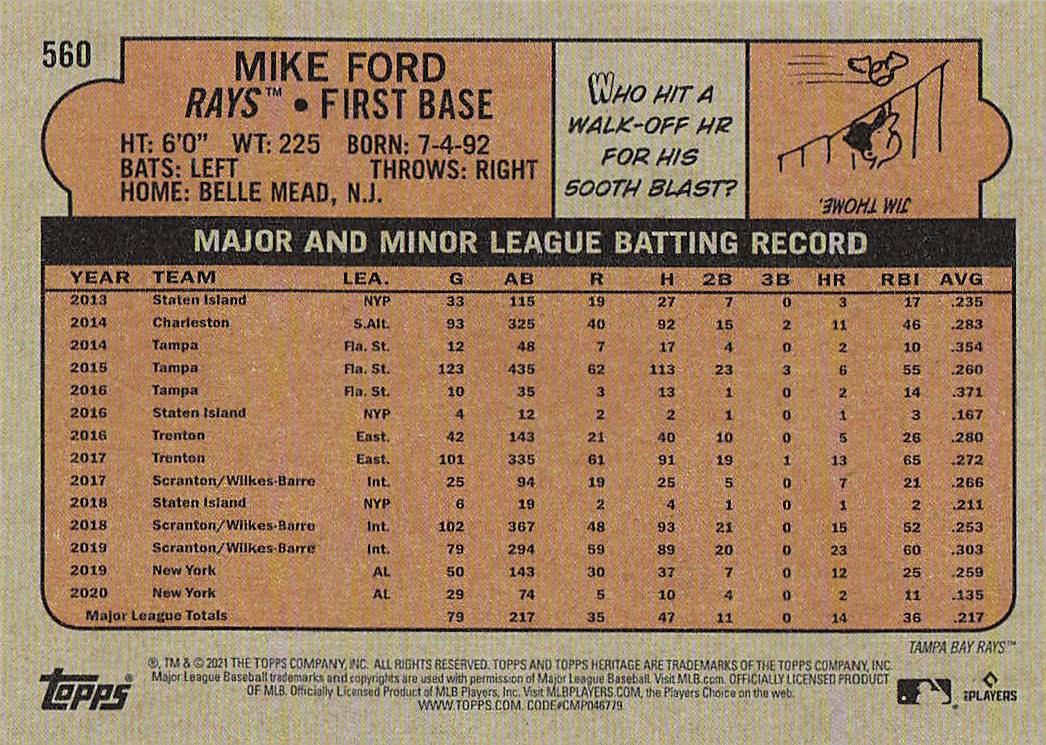 560
MIKE FORD
RAYS™ • FIRST BASE
HT: 6'0" WT: 225 BORN: 7-4-92
BATS: LEFT THROWS: RIGHT
HOME: BELLE MEAD, N.J.
WHO HIT A
WALK-OFF HR
FOR HIS
500TH BLAST?
JIM THOME.
MAJOR AND MINOR LEAGUE BATTING RECORD
YEAR TEAM LEA. G AB R H 2B 3B HR RBI AVG
2013 Staten Island NYP 33 115 19 27 7 0 3 17 .235
2014 Charleston S.Alt. 93 325 40 92 15 2 11 46 .283
2014 Tampa Fla. St. 12 48 7 17 4 0 2 10 .354
2015 Tampa Fla. St. 123 435 62 113 23 3 6 55 .260
2016 Tampa Fla. St. 10 35 3 13 1 0 2 14 .371
2016 Staten Island NYP 4 12 2 2 1 0 1 3 .167
2016 Trenton East. 42 143 21 40 10 0 5 26 .280
2017 Trenton East. 101 335 61 91 19 1 13 65 .272
2017 Scranton/Wilkes-Barre Int. 25 94 19 25 5 0 7 21 .266
2018 Staten Island NYP 6 19 2 4 1 0 1 2 .211
2018 Scranton/Wilkes-Barre Int. 102 367 48 93 21 0 15 52 .253
2019 Scranton/Wilkes-Barre Int. 79 294 59 89 20 0 23 60 .303
2019 New York AL 50 143 30 37 7 0 12 25 .259
2020 New York AL 29 74 5 10 4 0 2 11 .135
Major League Totals 79 217 35 47 11 0 14 36 .217
TAMPA BAY RAYS™
®, TM & © 2021 THE TOPPS COMPANY, INC. ALL RIGHTS RESERVED. TOPPS AND TOPPS HERITAGE ARE TRADEMARKS OF THE TOPPS COMPANY, INC.
Major League Baseball trademarks and copyrights are used with permission of Major League Baseball. Visit MLB.com. OFFICIALLY LICENSED PRODUCT
OF MLB. Officially Licensed Product of MLB Players, Inc. Visit MLBPLAYERS.COM, the Players Choice on the web.
WWW.TOPPS.COM. CODE#CMP046779
topps®
MLBPLAYERS